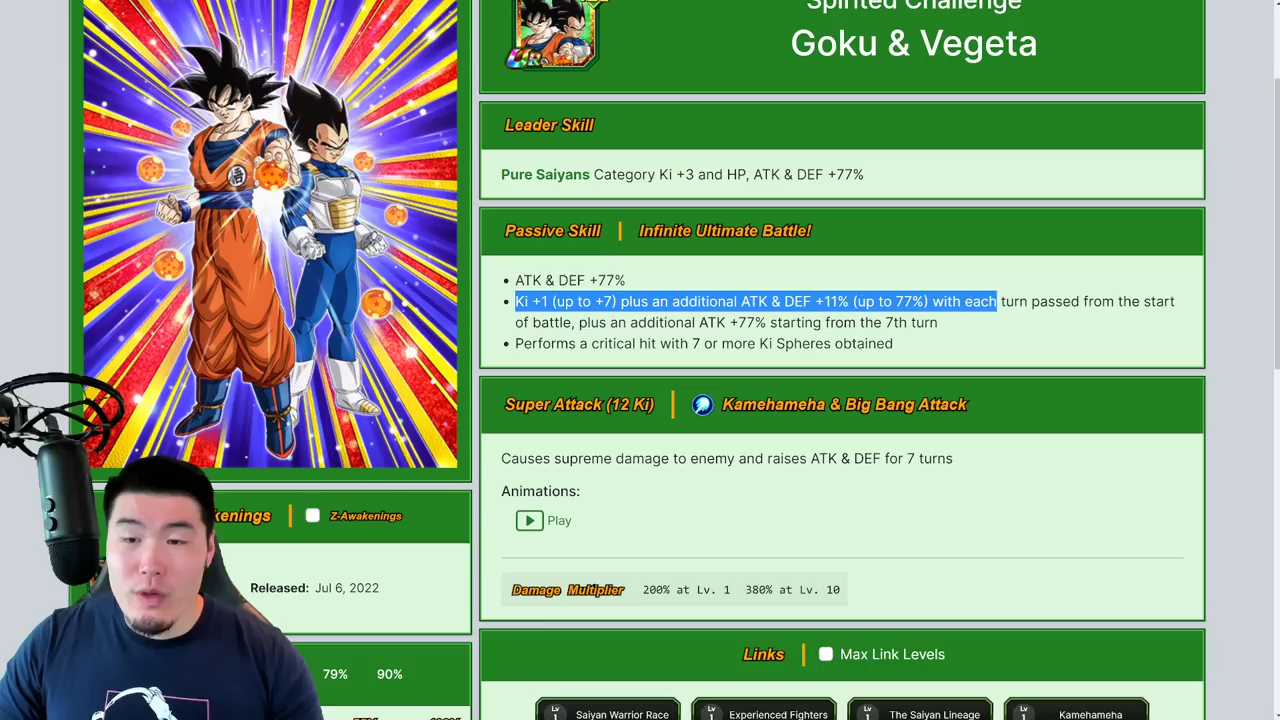 Spirited Challenge
Goku & Vegeta
Leader Skill
Pure Saiyans Category Ki +3 and HP, ATK & DEF +77%
Passive Skill | Infinite Ultimate Battle!
• ATK & DEF +77%
• Ki +1 (up to +7) plus an additional ATK & DEF +11% (up to 77%) with each turn passed from the start
of battle, plus an additional ATK +77% starting from the 7th turn
• Performs a critical hit with 7 or more Ki Spheres obtained
Super Attack (12 Ki) | Kamehameha & Big Bang Attack
Causes supreme damage to enemy and raises ATK & DEF for 7 turns
Animations:
Play
Damage Multiplier 200% at Lv. 1 380% at Lv. 10
Links | Max Link Levels
Lv 1 Saiyan Warrior Race Lv 1 Experienced Fighters Lv 1 The Saiyan Lineage Lv 1 Kamehameha
Z-Awakenings
Released: Jul 6, 2022
79% 90%